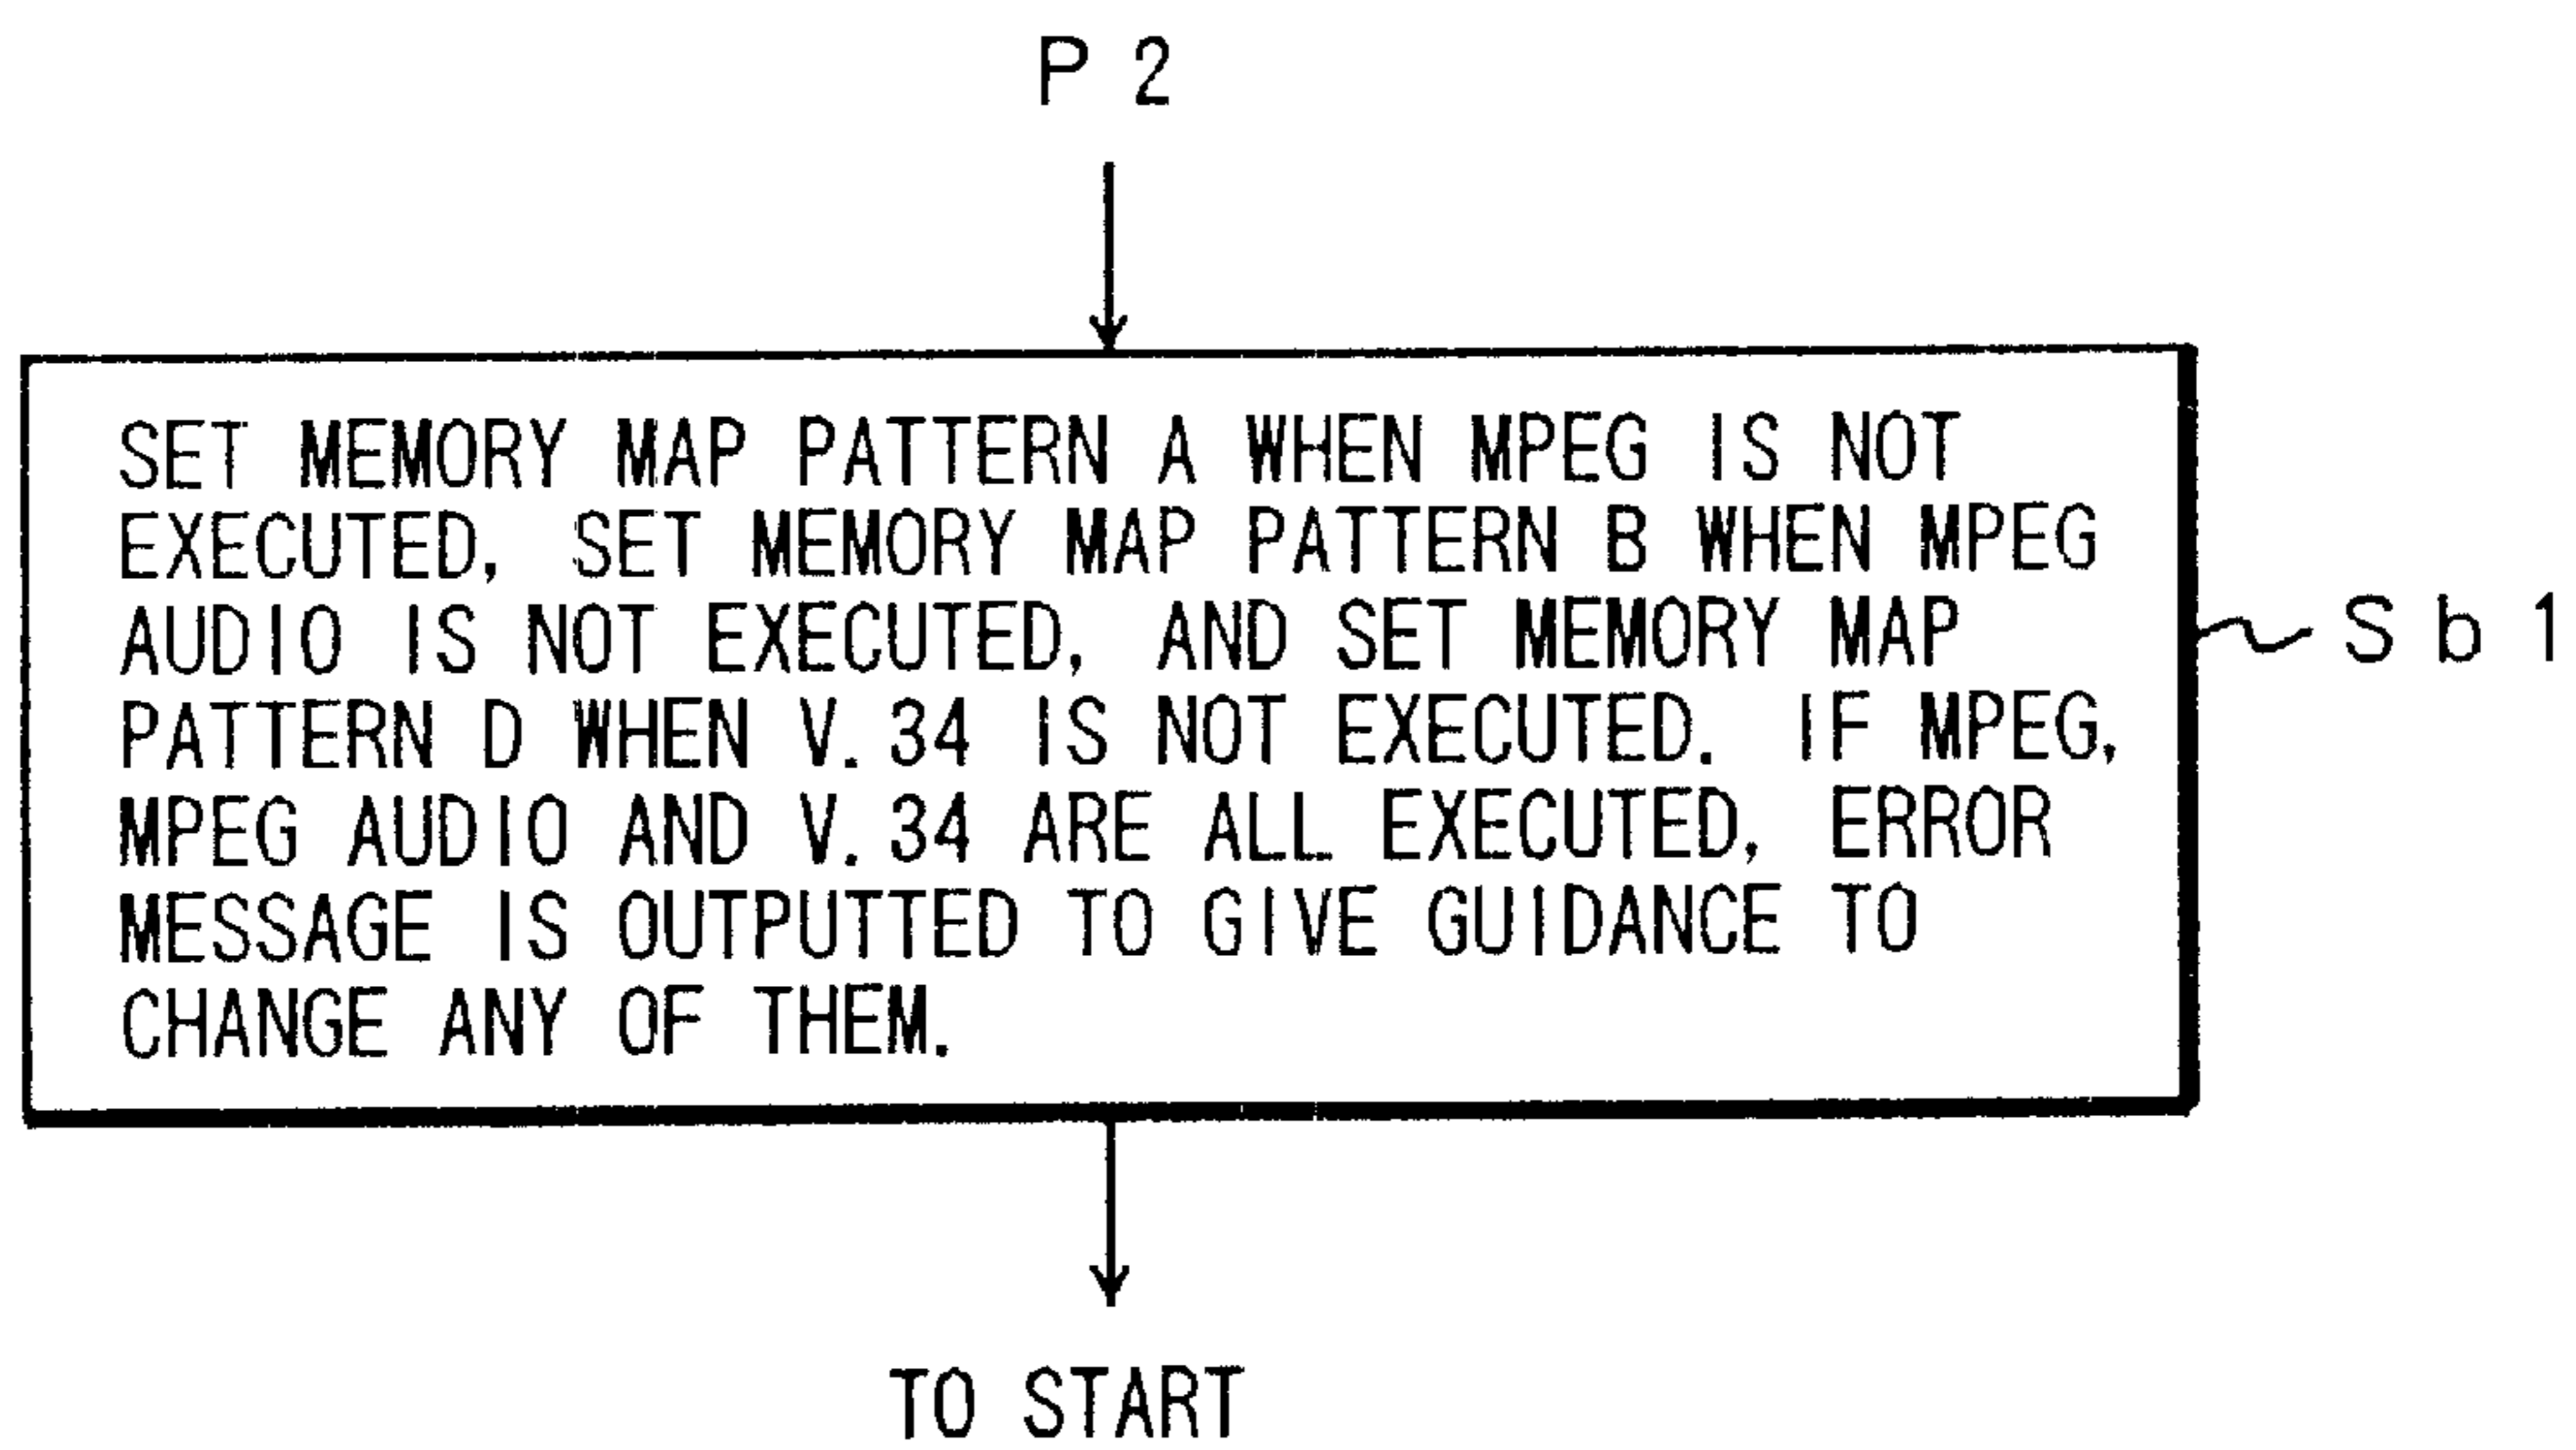 P 2
SET MEMORY MAP PATTERN A WHEN MPEG IS NOT
EXECUTED, SET MEMORY MAP PATTERN B WHEN MPEG
AUDIO IS NOT EXECUTED, AND SET MEMORY MAP
PATTERN D WHEN V.34 IS NOT EXECUTED. IF MPEG,
MPEG AUDIO AND V.34 ARE ALL EXECUTED, ERROR
MESSAGE IS OUTPUTTED TO GIVE GUIDANCE TO
CHANGE ANY OF THEM.
S b 1
TO START